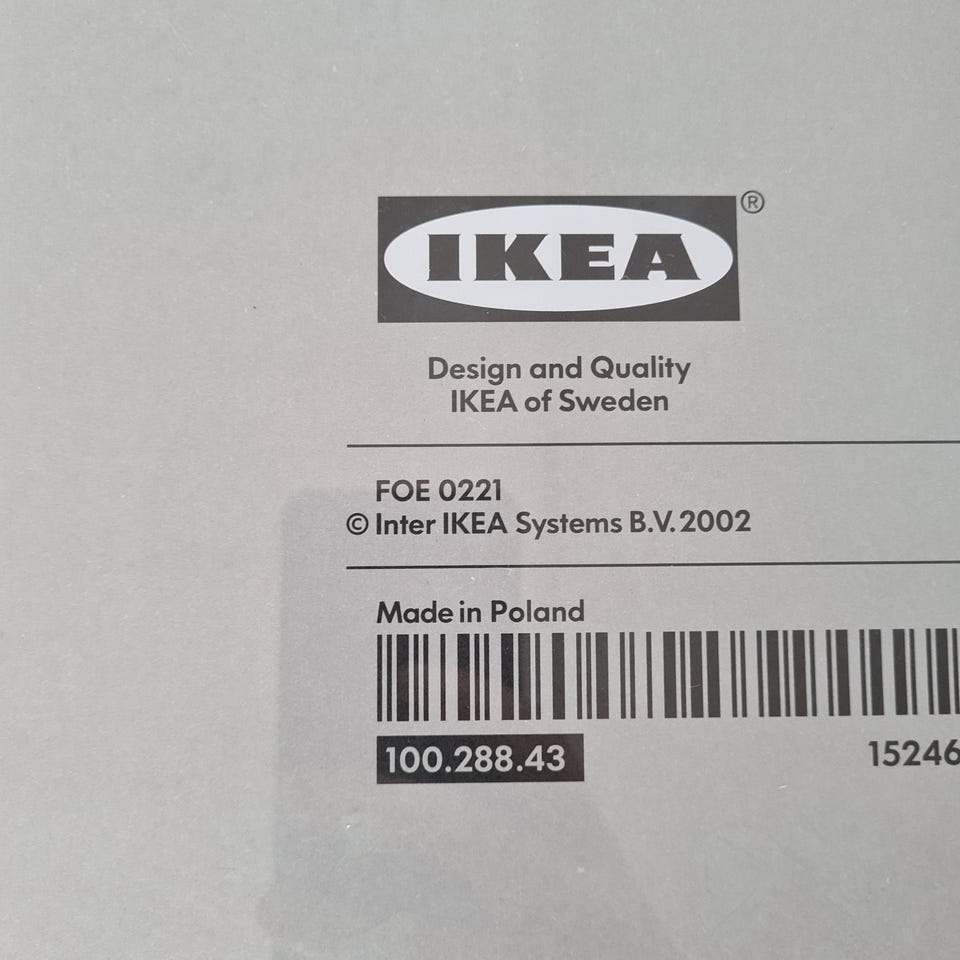 IKEA®
Design and Quality
IKEA of Sweden
FOE 0221
© Inter IKEA Systems B.V. 2002
Made in Poland
100.288.43
15246